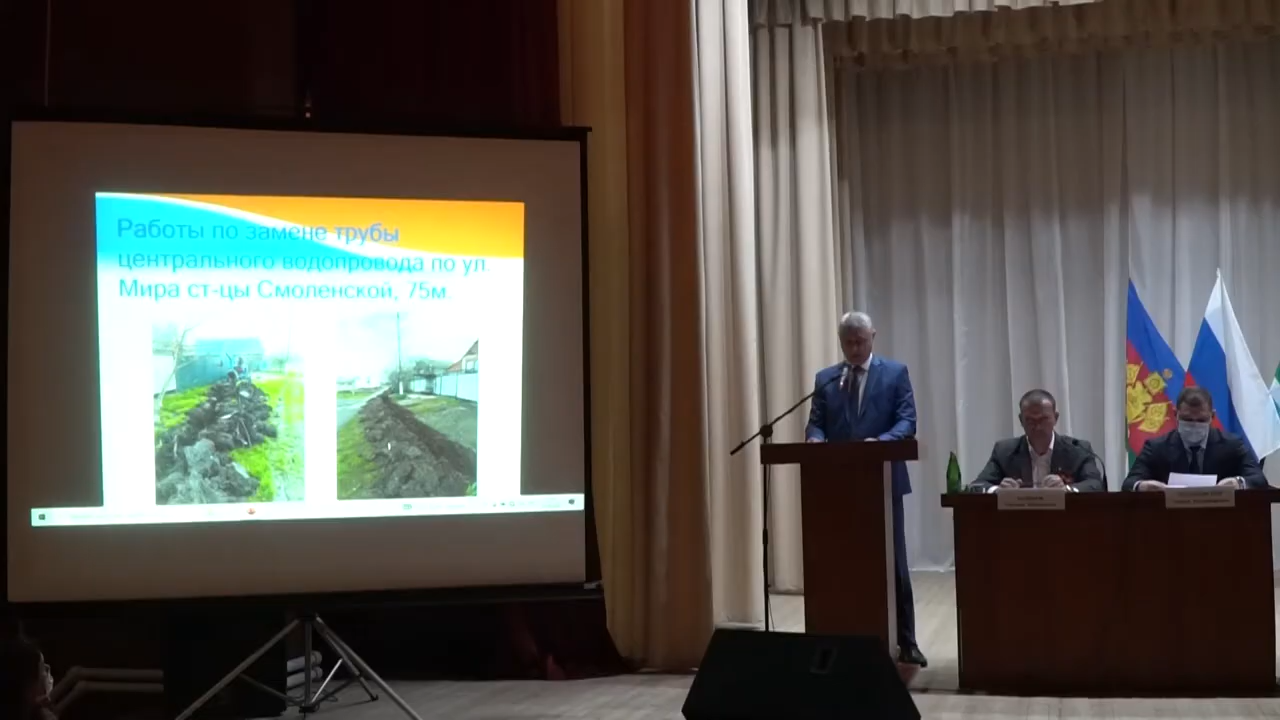 Работы по замене трубы
центрального водопровода по ул.
Мира ст-цы Смоленской, 75м.